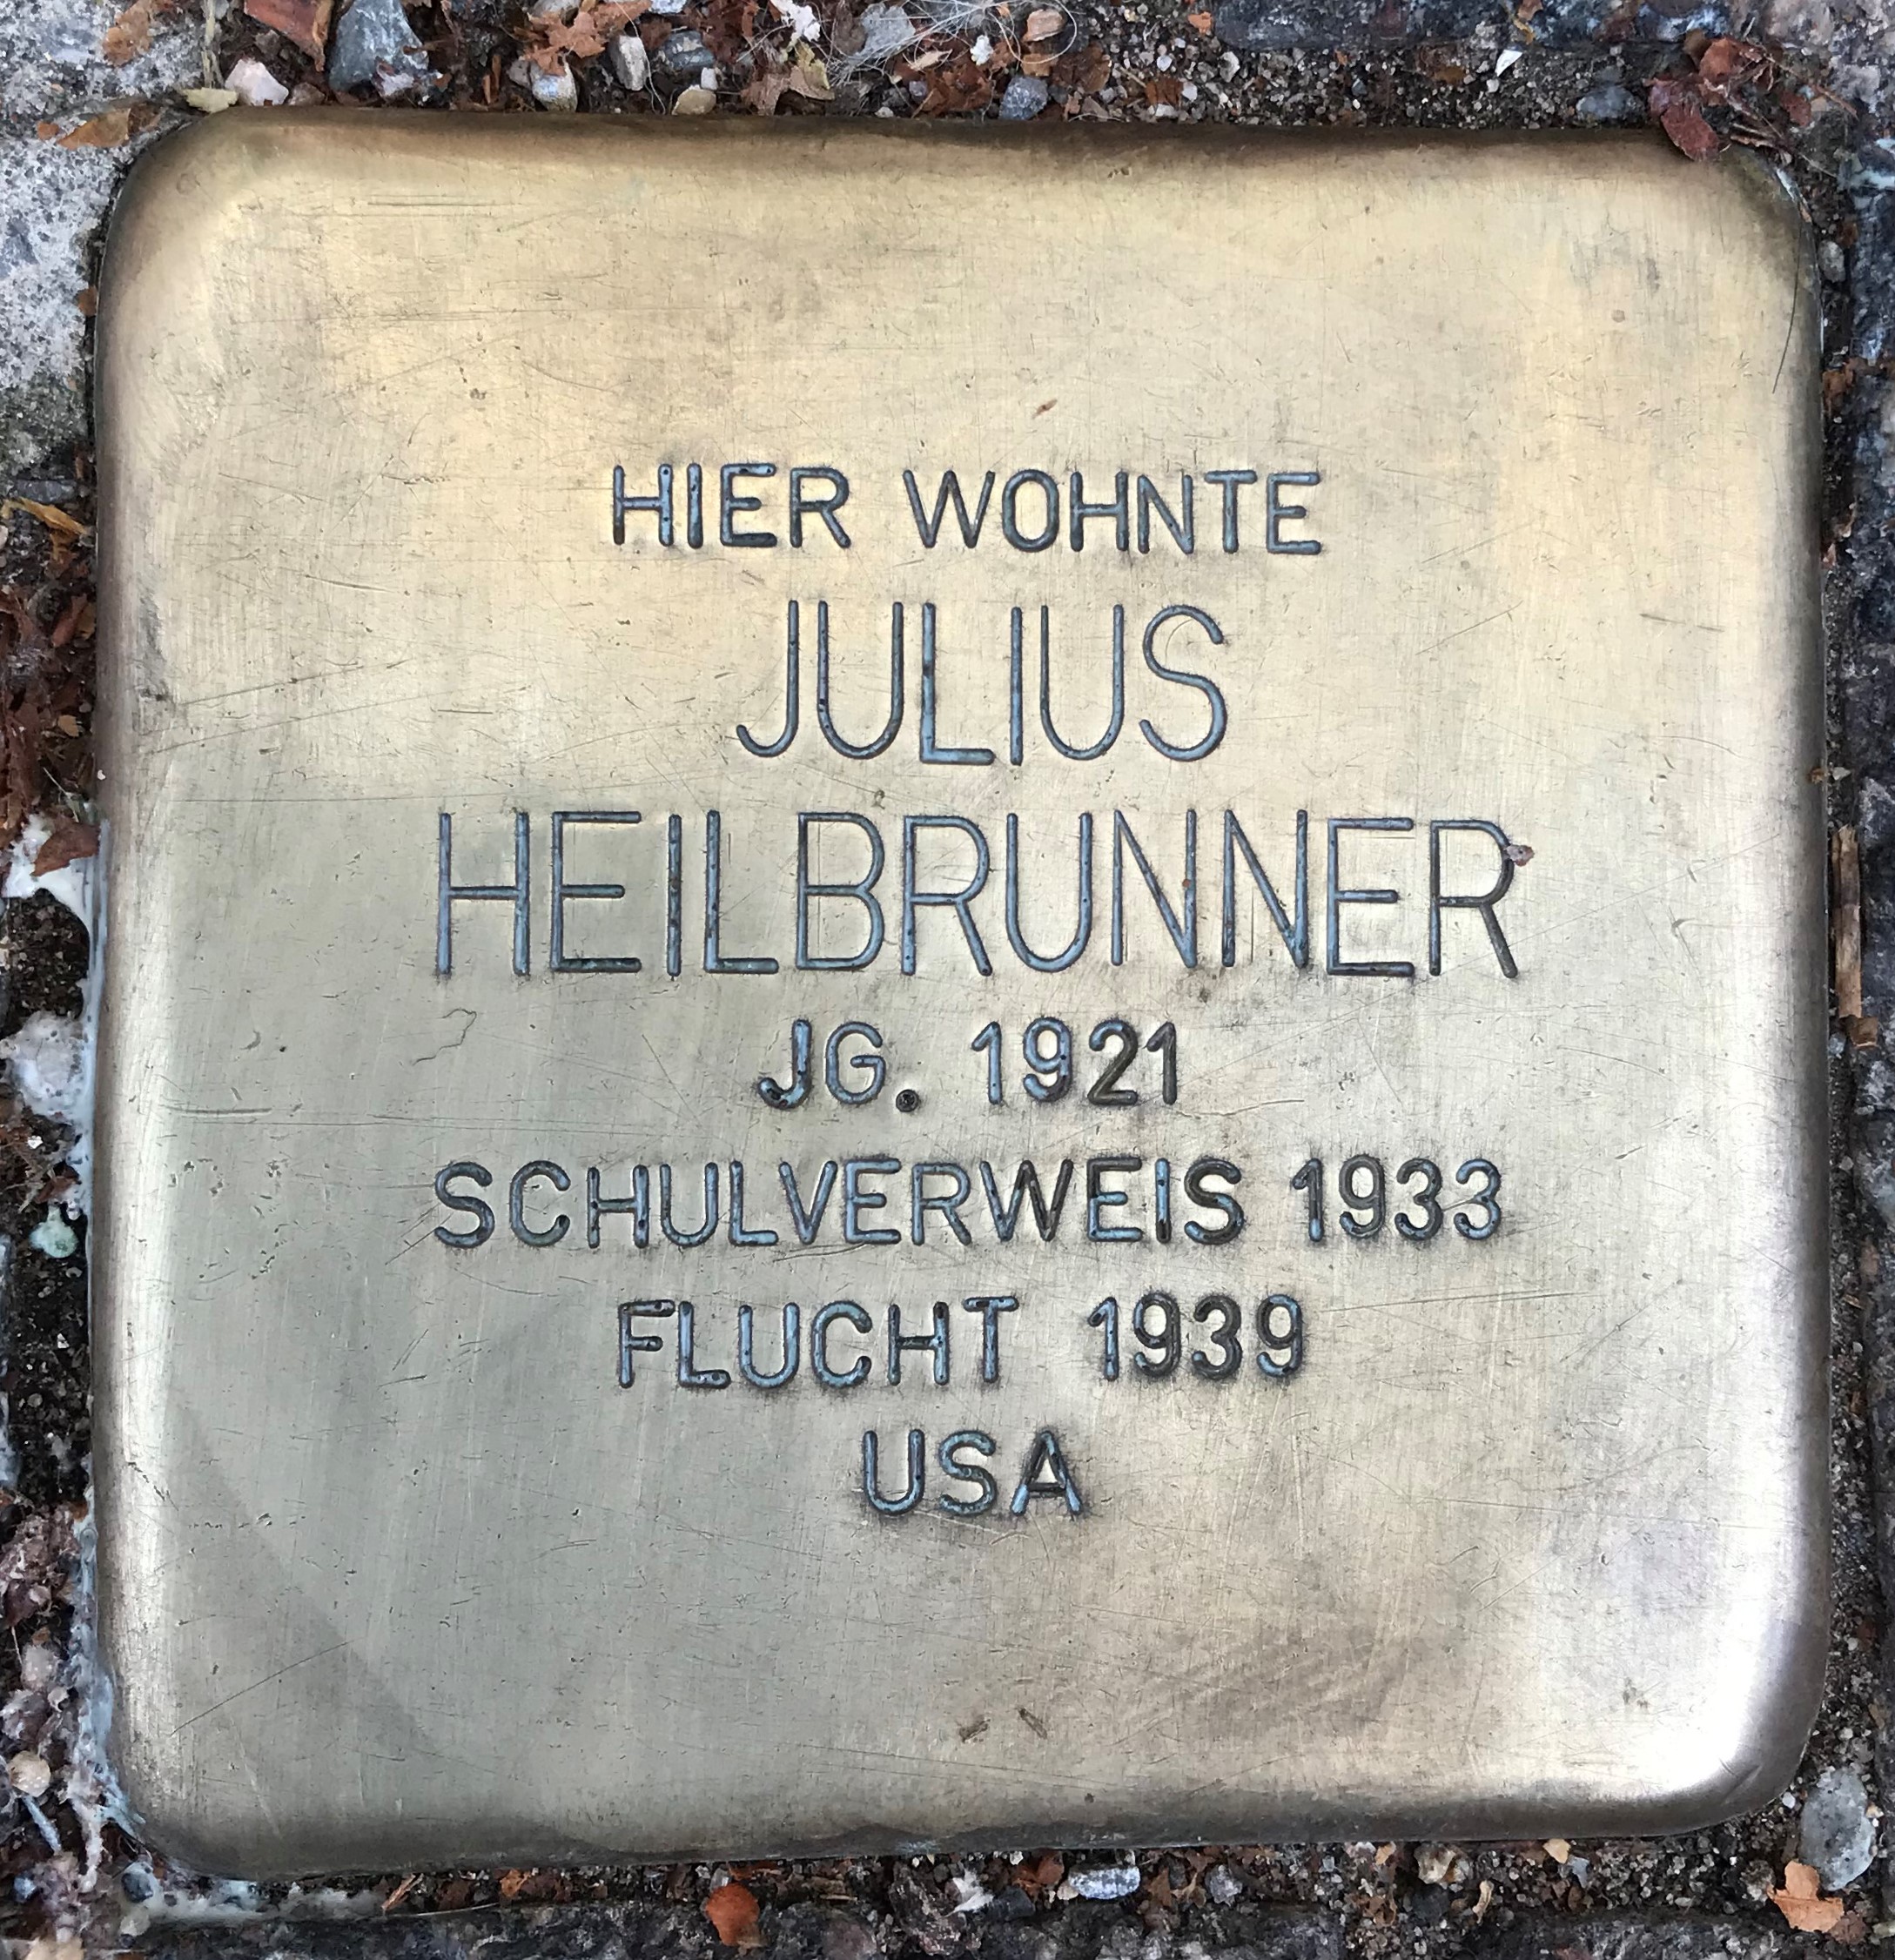 HIER WOHNTE
JULIUS
HEILBRUNNER
JG. 1921
SCHULVERWEIS 1933
FLUCHT 1939
USA